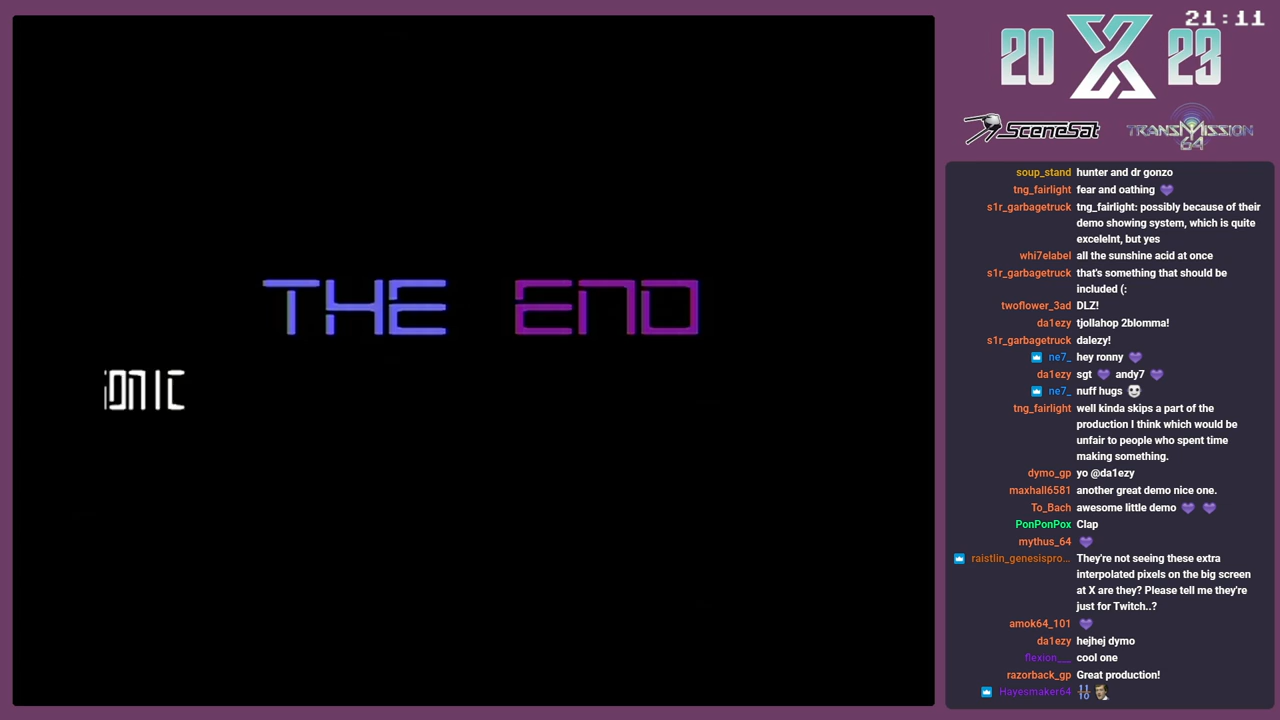 THE END
ONIC
21:11
20 X 23
SceneSat
TRANSMISSION
64
soup_stand hunter and dr gonzo
tng_fairlight fear and oathing
s1r_garbagetruck tng_fairlight: possibly because of their
demo showing system, which is quite
excelelnt, but yes
whi7elabel all the sunshine acid at once
s1r_garbagetruck that's something that should be
included (:
twoflower_3ad DLZ!
da1ezy tjollahop 2blomma!
s1r_garbagetruck dalezy!
ne7_ hey ronny
da1ezy sgt andy7
ne7_ nuff hugs
tng_fairlight well kinda skips a part of the
production I think which would be
unfair to people who spent time
making something.
dymo_gp yo @da1ezy
maxhall6581 another great demo nice one.
To_Bach awesome little demo
PonPonPox Clap
mythus_64
raistlin_genesispro... They're not seeing these extra
interpolated pixels on the big screen
at X are they? Please tell me they're
just for Twitch..?
amok64_101
da1ezy hejhej dymo
flexion___ cool one
razorback_gp Great production!
Hayesmaker64 11
10